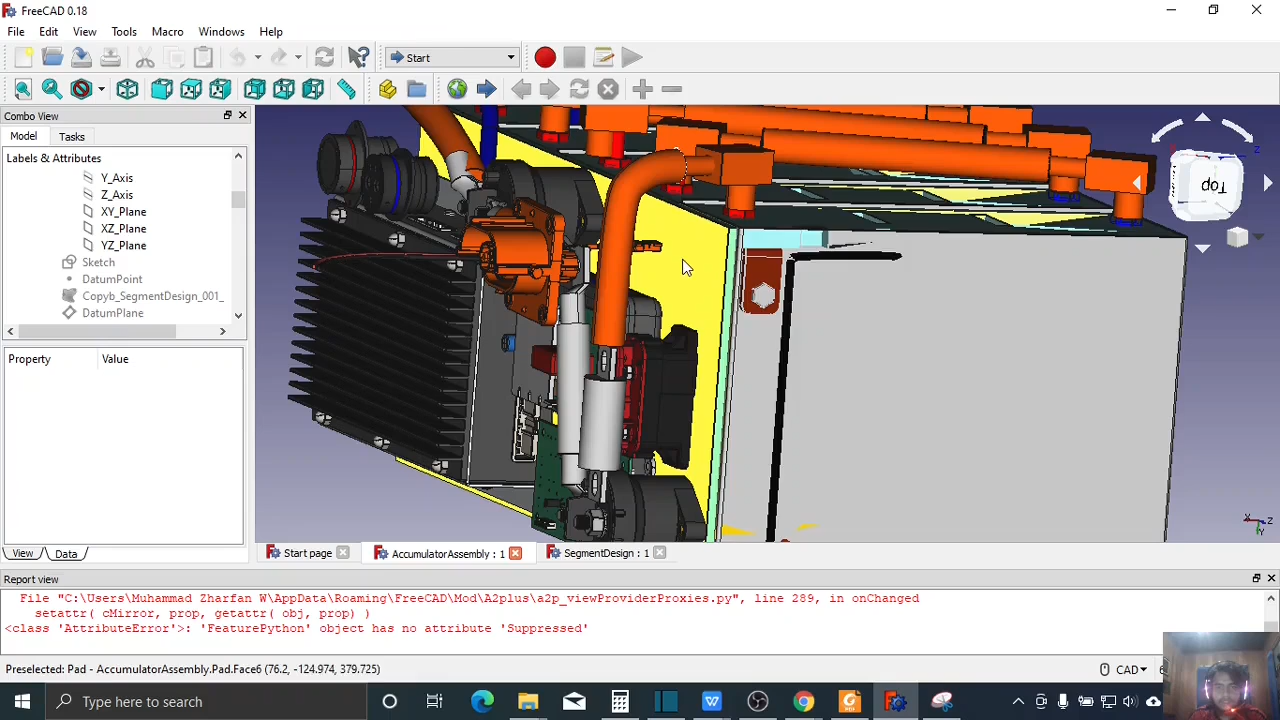 FreeCAD 0.18
File Edit View Tools Macro Windows Help
Start
Combo View
Model Tasks
Labels & Attributes
Y_Axis
Z_Axis
XY_Plane
XZ_Plane
YZ_Plane
Sketch
DatumPoint
Copyb_SegmentDesign_001_
DatumPlane
Property Value
View Data
Top
Z
Z
Y
Start page AccumulatorAssembly : 1 SegmentDesign : 1
Report view
File "C:\Users\Muhammad Zharfan W\AppData\Roaming\FreeCAD\Mod\A2plus\a2p_viewProviderProxies.py", line 289, in onChanged
setattr( cMirror, prop, getattr( obj, prop) )
<class 'AttributeError'>: 'FeaturePython' object has no attribute 'Suppressed'
Preselected: Pad - AccumulatorAssembly.Pad.Face6 (76.2, -124.974, 379.725)
CAD
Type here to search